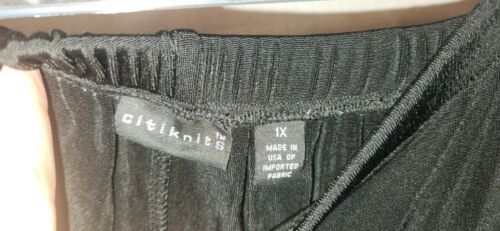 citiknits™
1X
MADE IN
USA OF
IMPORTED
FABRIC